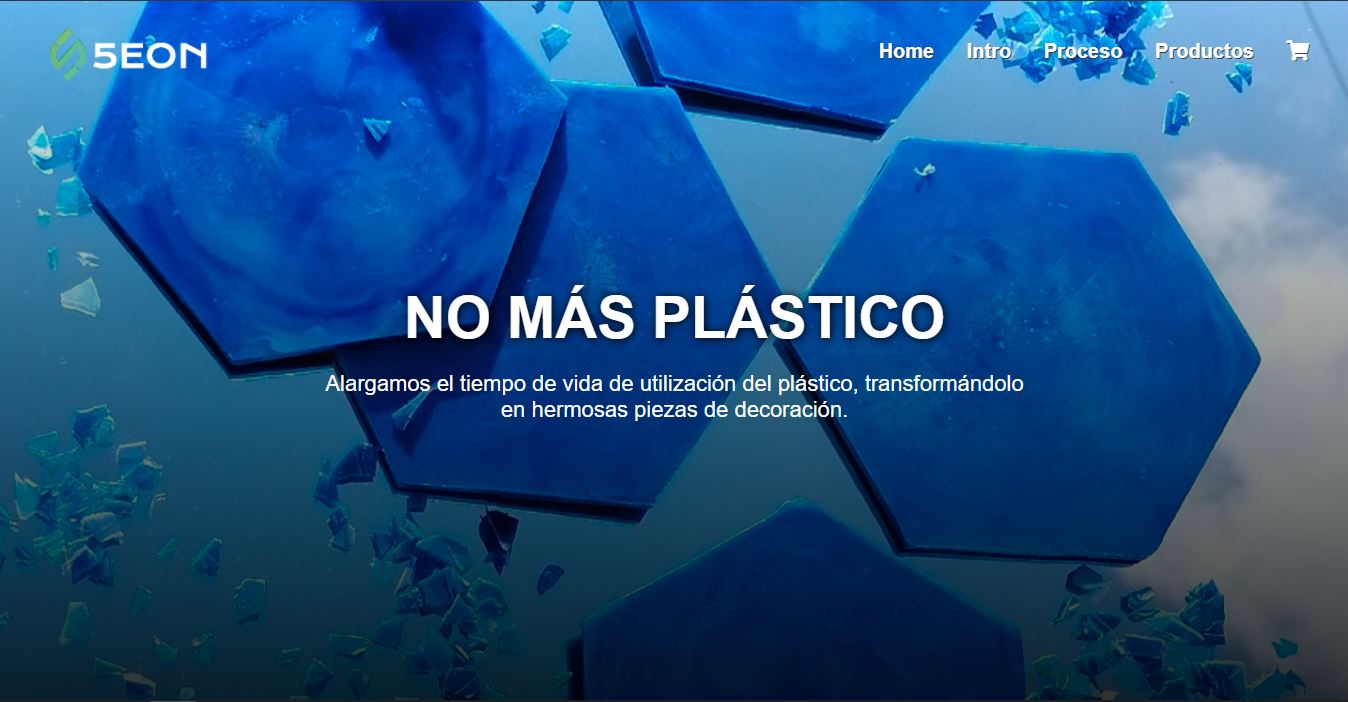 5EON
Home Intro Proceso Productos
NO MÁS PLÁSTICO
Alargamos el tiempo de vida de utilización del plástico, transformándolo
en hermosas piezas de decoración.